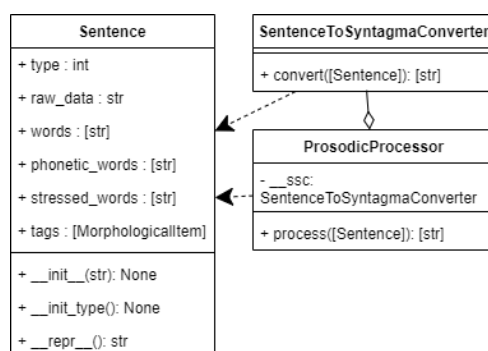 Sentence
+ type : int
+ raw_data : str
+ words : [str]
+ phonetic_words : [str]
+ stressed_words : [str]
+ tags : [MorphologicalItem]
+ __init__(str): None
+ __init_type(): None
+ __repr__(): str
SentenceToSyntagmaConverter
+ convert([Sentence]): [str]
ProsodicProcessor
- __ssc:
SentenceToSyntagmaConverter
+ process([Sentence]): [str]